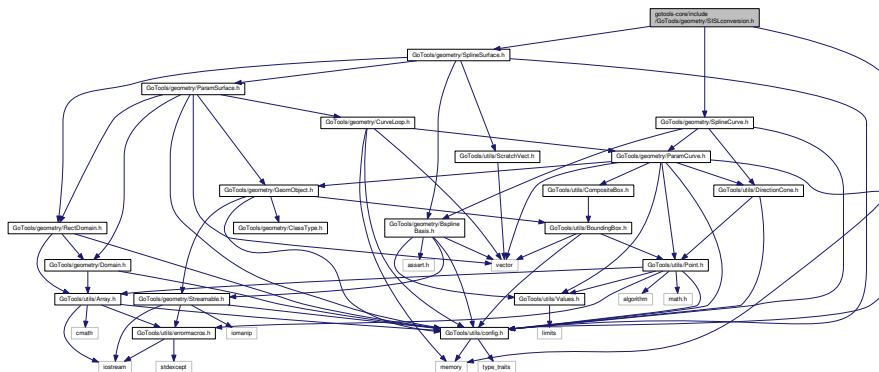 gotools-core/include
/GoTools/geometry/SISLconversion.h
GoTools/geometry/SplineSurface.h
GoTools/geometry/ParamSurface.h
GoTools/geometry/CurveLoop.h
GoTools/geometry/SplineCurve.h
GoTools/utils/ScratchVect.h
GoTools/geometry/ParamCurve.h
GoTools/geometry/GeomObject.h
GoTools/utils/CompositeBox.h
GoTools/utils/DirectionCone.h
GoTools/geometry/RectDomain.h
GoTools/geometry/ClassType.h
GoTools/geometry/Bspline
Basis.h
GoTools/utils/BoundingBox.h
GoTools/geometry/Domain.h
assert.h
vector
GoTools/utils/Point.h
GoTools/utils/Array.h
GoTools/geometry/Streamable.h
GoTools/utils/Values.h
algorithm
math.h
cmath
GoTools/utils/errormacros.h
iomanip
GoTools/utils/config.h
limits
iostream
stdexcept
memory
type_traits